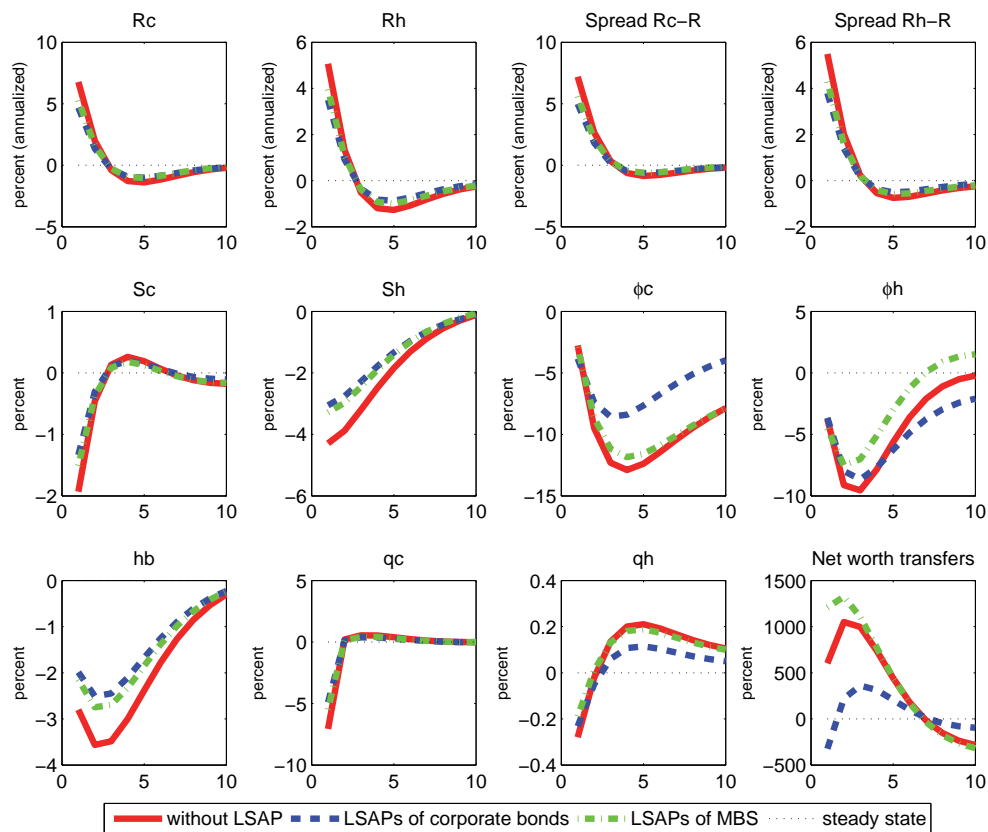 Rc Rh Spread Rc−R Spread Rh−R
percent (annualized) percent (annualized) percent (annualized) percent (annualized)
10 6 10 6
5 4 5 4
2 2
0 0 0 0
−5 −2 −5 −2
0 5 10 0 5 10 0 5 10 0 5 10
Sc Sh ϕc ϕh
percent percent percent percent
1 0 0 5
0 −2 −5 0
−1 −4 −10 −5
−2 −6 −15 −10
0 5 10 0 5 10 0 5 10 0 5 10
hb qc qh Net worth transfers
percent percent percent percent
0 5 0.4 1500
−1 0.2 1000
0 500
−2 0 0
−3 −5 −0.2
−4 −10 −0.4 −500
0 5 10 0 5 10 0 5 10 0 5 10
without LSAP LSAPs of corporate bonds LSAPs of MBS steady state